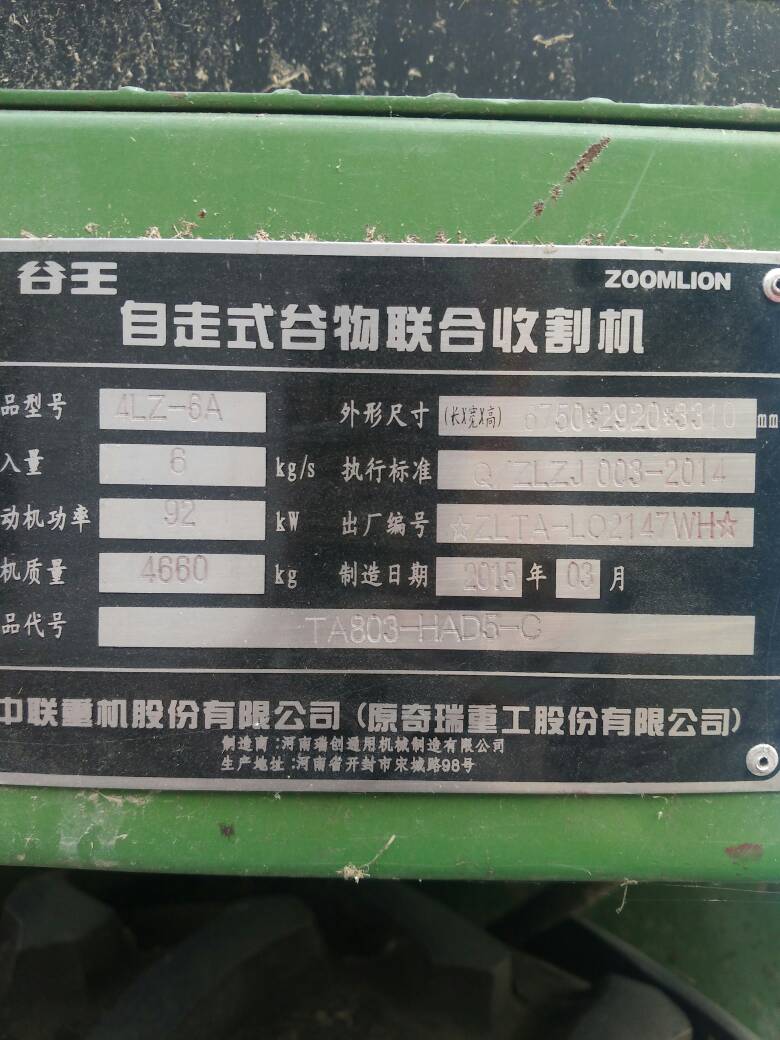 谷王 ZOOMLION
自走式谷物联合收割机
品型号 4LZ-6A 外形尺寸 (长X宽X高) 6750*2920*3310 mm
入量 6 kg/s 执行标准 Q/ZLZJ 003-2014
动机功率 92 kW 出厂编号 ☆ZLTA-LO2147WH☆
机质量 4660 kg 制造日期 2015 年 03 月
品代号 TA803-HAD5-C
中联重机股份有限公司(原奇瑞重工股份有限公司)
制造商:河南瑞创通用机械制造有限公司
生产地址:河南省开封市宋城路98号